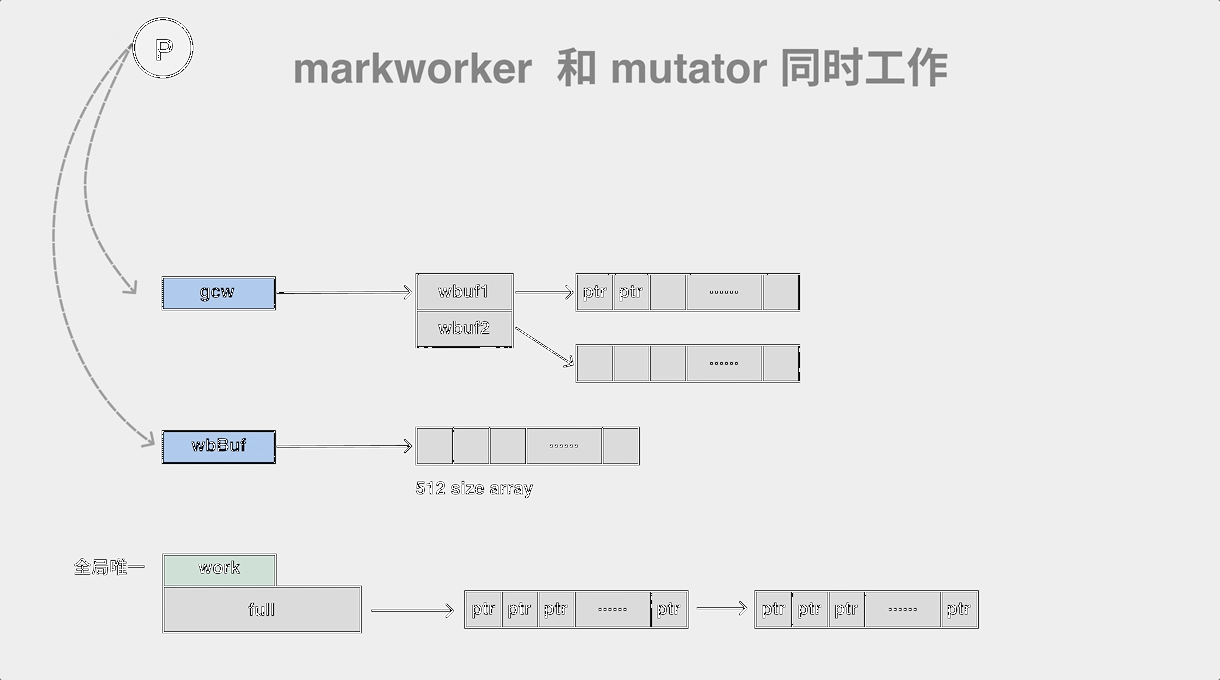 P
markworker 和 mutator 同时工作
gcw
wbuf1
ptr ptr ······
wbuf2
······
wbBuf
······
512 size array
全局唯一
work
full
ptr ptr ptr ······ ptr
ptr ptr ptr ······ ptr